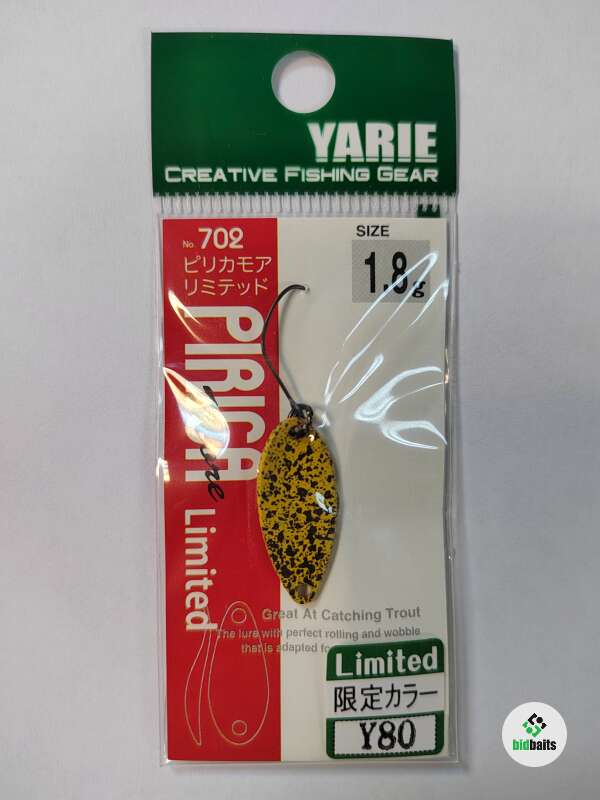 YARIE
CREATIVE FISHING GEAR
No. 702
ピリカモア
リミテッド
SIZE
1.8g
PIRICA
More
Limited
Great At Catching Trout
The lure with perfect rolling and wobble
that is adapted
Limited
限定カラー
Y80
bidbaits